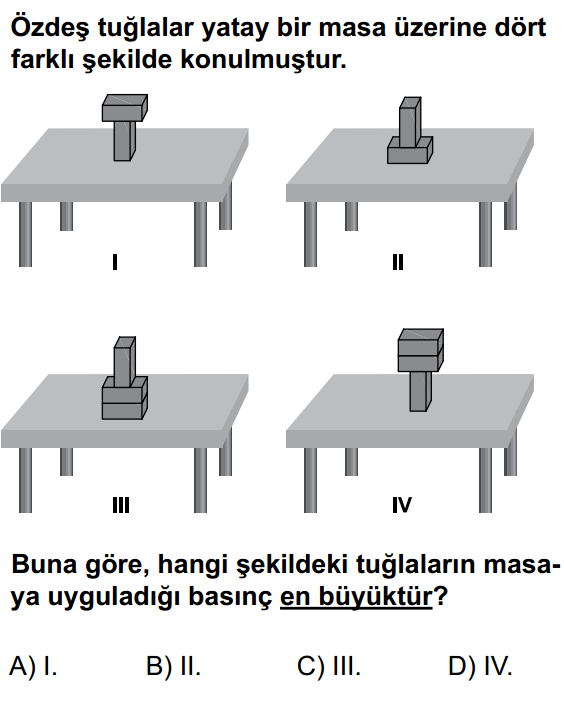 Özdeş tuğlalar yatay bir masa üzerine dört
farklı şekilde konulmuştur.
I
II
III
IV
Buna göre, hangi şekildeki tuğlaların masa-
ya uyguladığı basınç en büyüktür?
A) I.
B) II.
C) III.
D) IV.